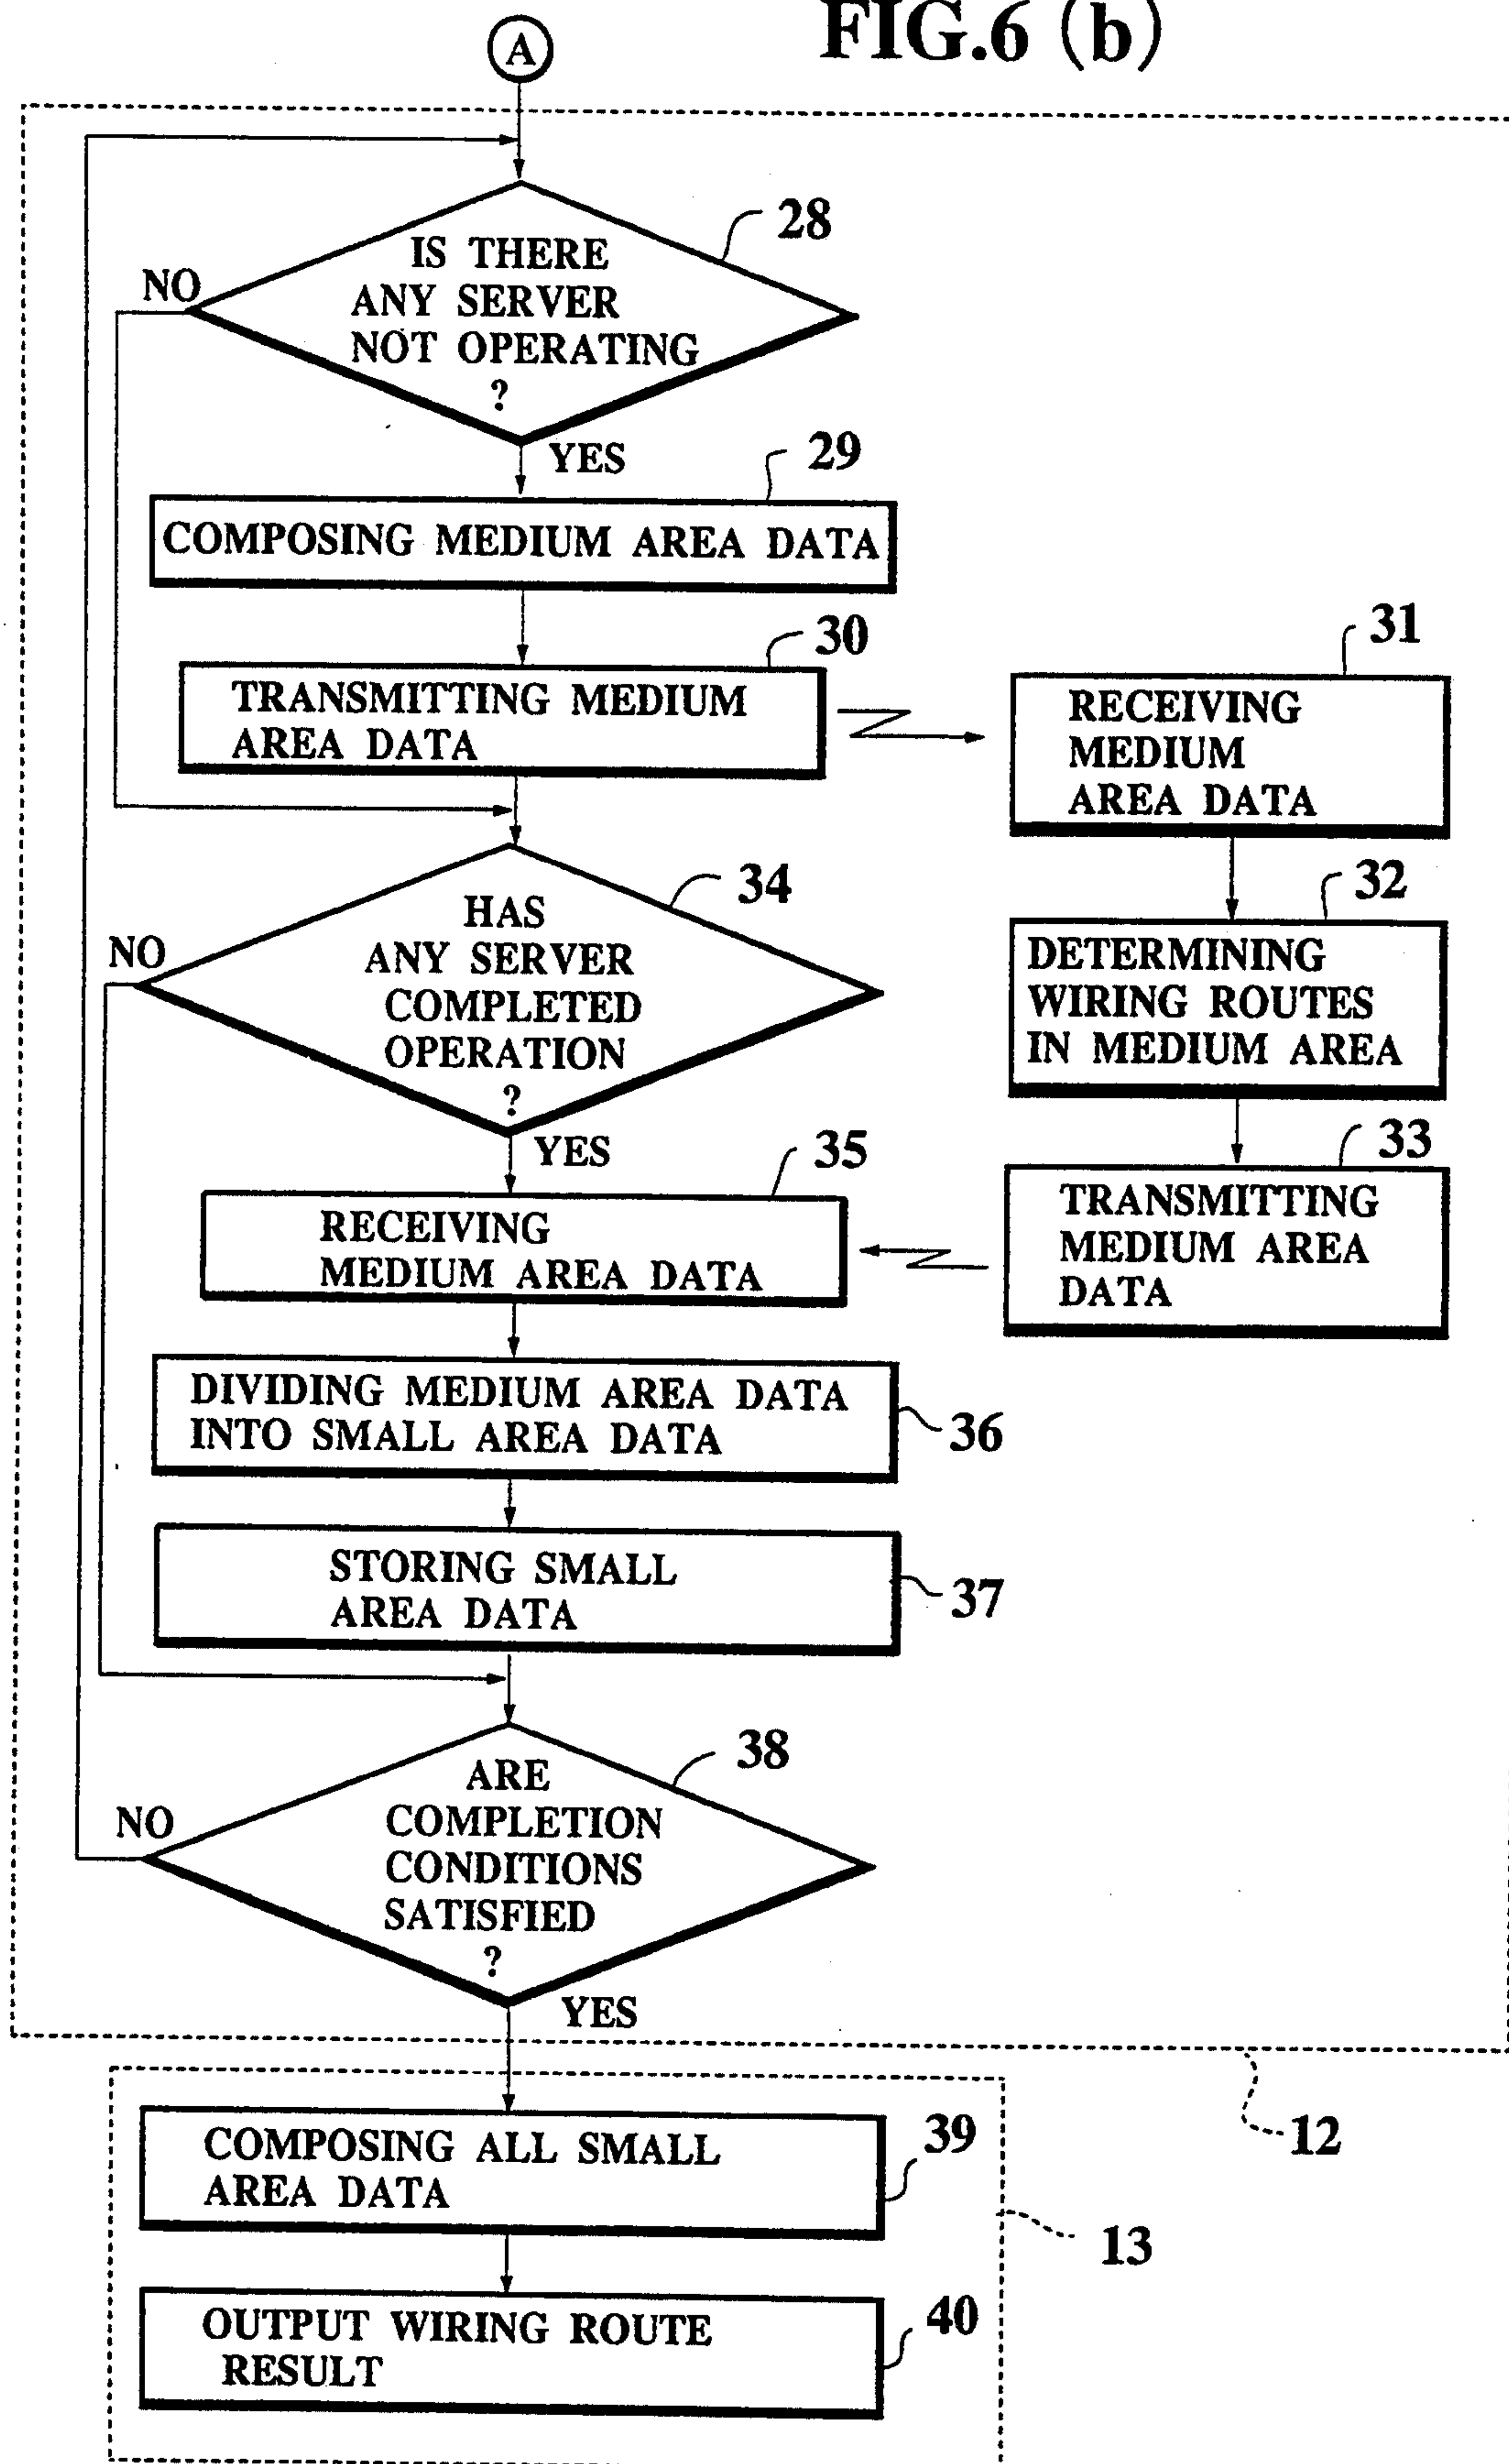 FIG.6 (b)
A
28
IS THERE
ANY SERVER
NOT OPERATING
?
NO
YES
29
COMPOSING MEDIUM AREA DATA
30
TRANSMITTING MEDIUM
AREA DATA
31
RECEIVING
MEDIUM
AREA DATA
32
DETERMINING
WIRING ROUTES
IN MEDIUM AREA
33
TRANSMITTING
MEDIUM AREA
DATA
34
HAS
ANY SERVER
COMPLETED
OPERATION
?
NO
YES
35
RECEIVING
MEDIUM AREA DATA
DIVIDING MEDIUM AREA DATA
INTO SMALL AREA DATA
36
STORING SMALL
AREA DATA
37
38
ARE
COMPLETION
CONDITIONS
SATISFIED
?
NO
YES
12
COMPOSING ALL SMALL
AREA DATA
39
13
OUTPUT WIRING ROUTE
RESULT
40